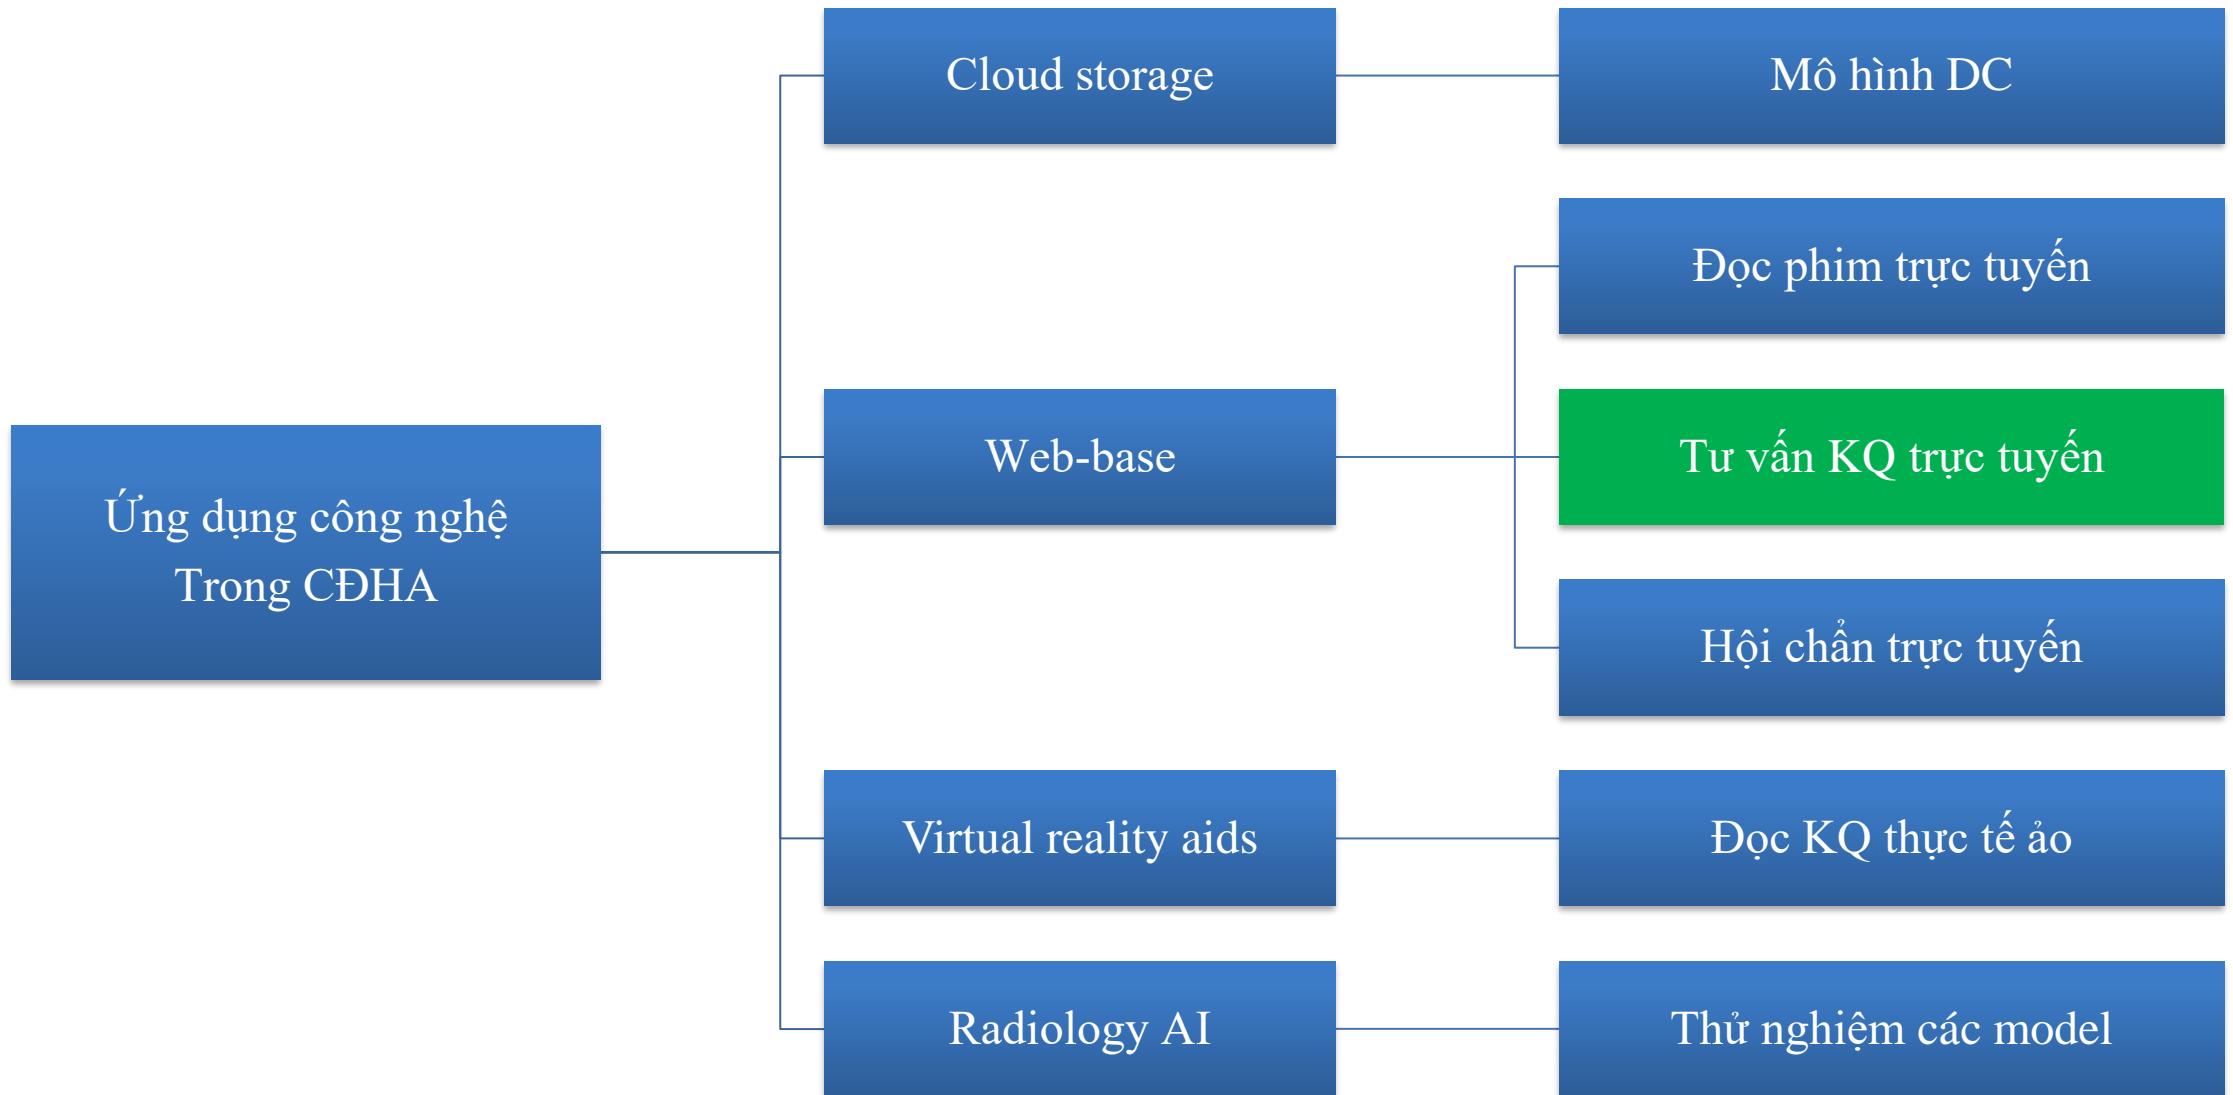 Ứng dụng công nghệ
Trong CĐHA
Cloud storage
Mô hình DC
Web-base
Đọc phim trực tuyến
Tư vấn KQ trực tuyến
Hội chẩn trực tuyến
Virtual reality aids
Đọc KQ thực tế ảo
Radiology AI
Thử nghiệm các model